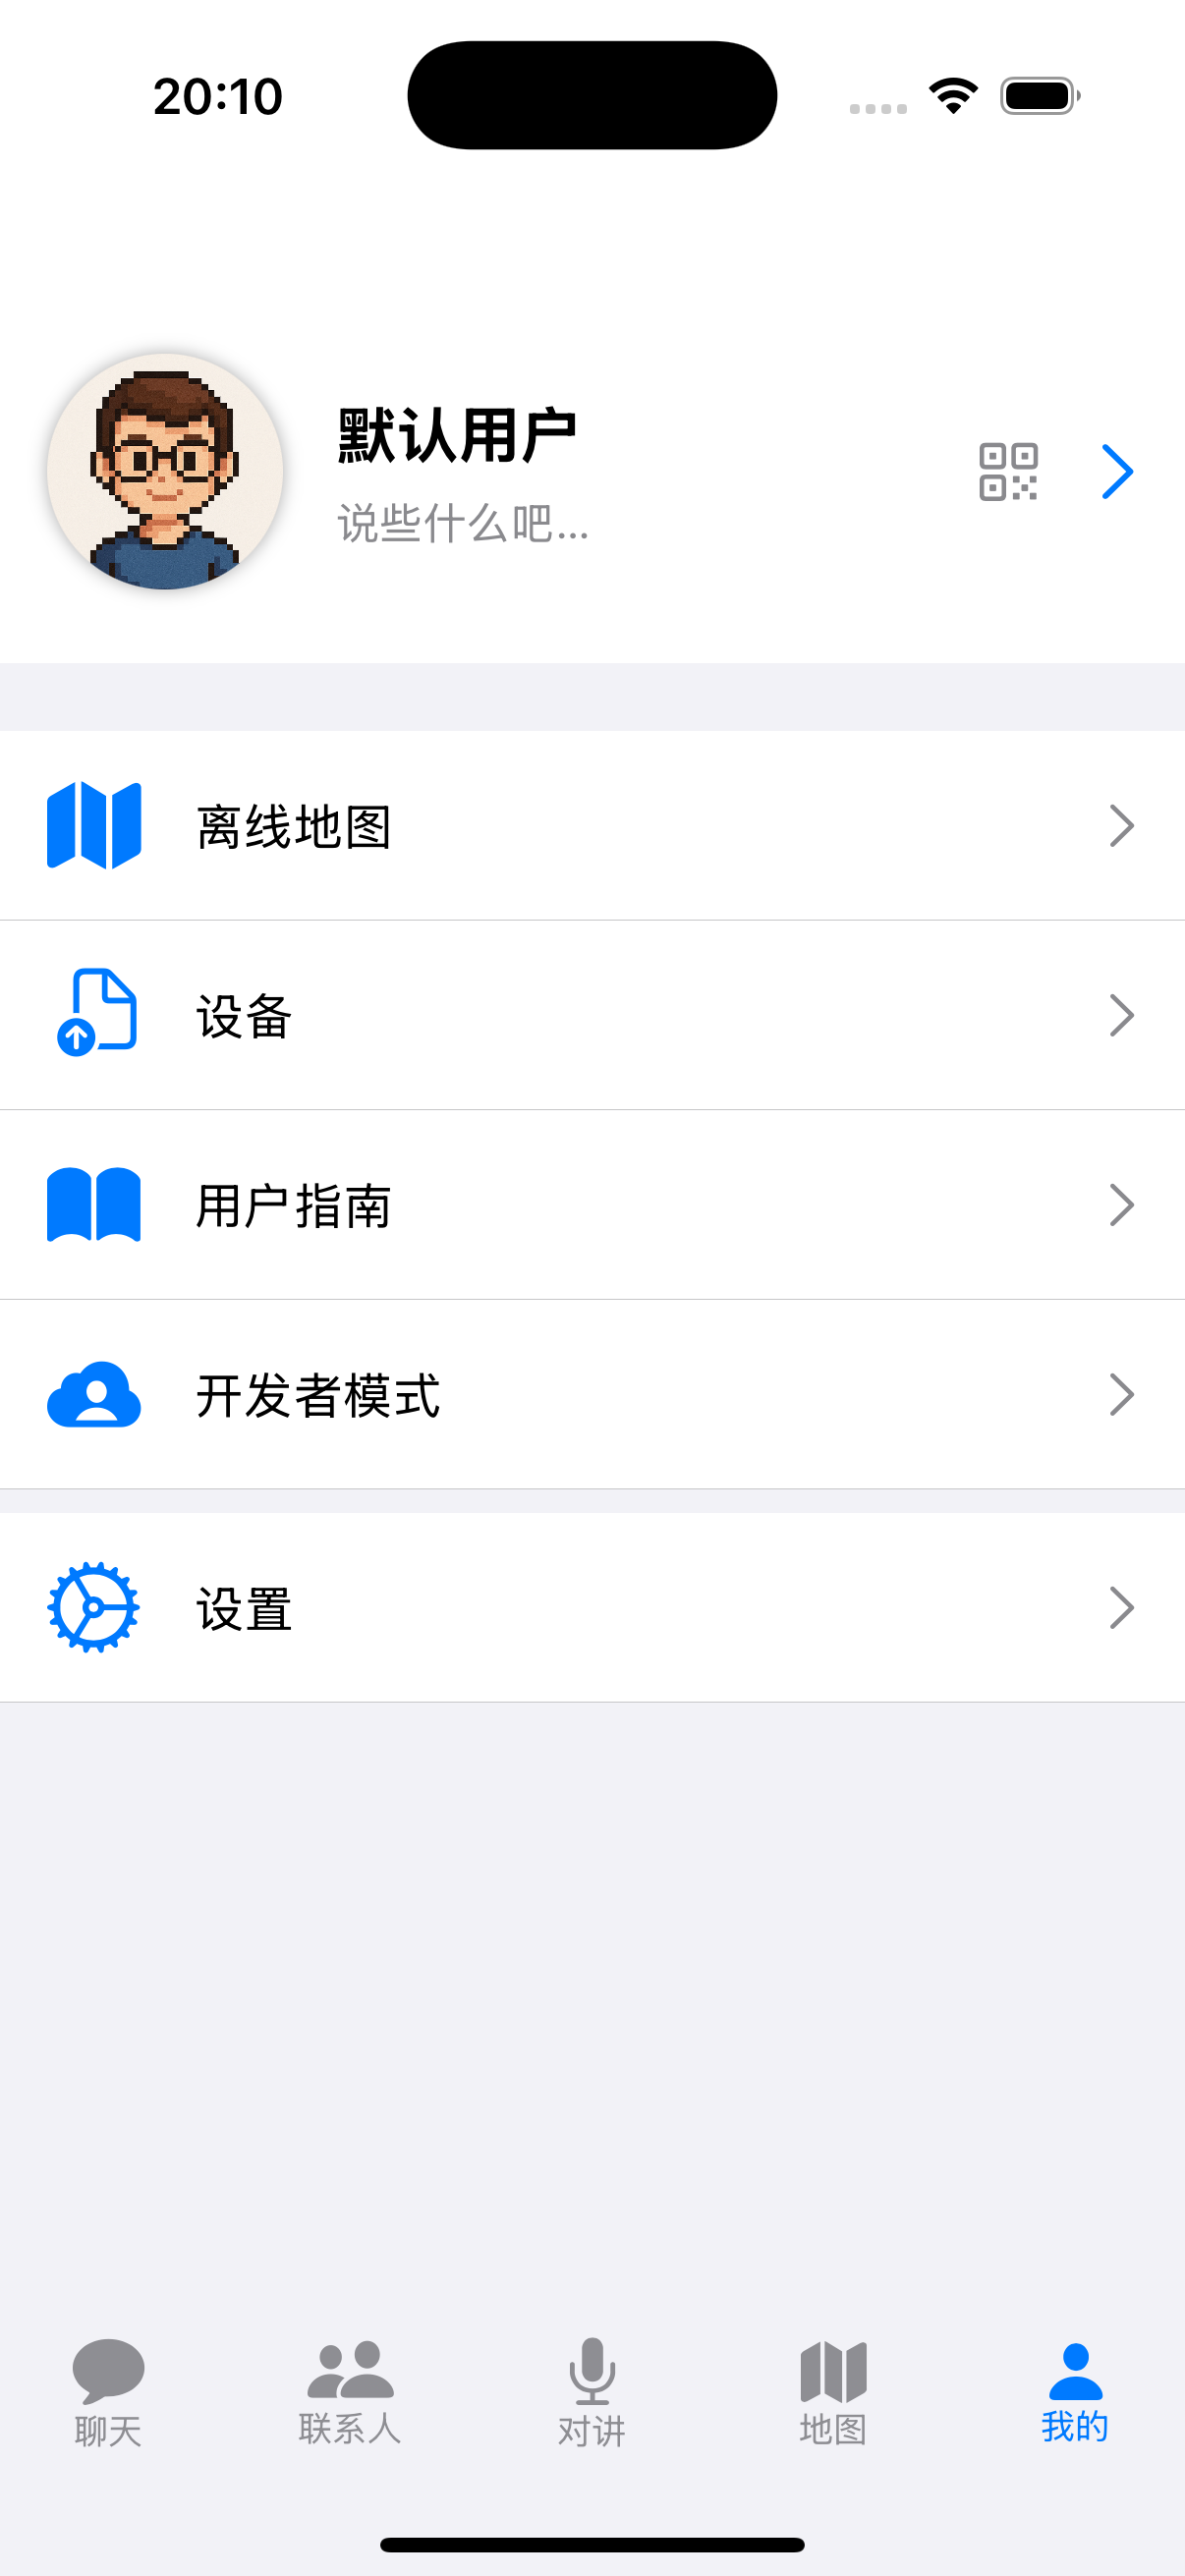 20:10
默认用户
说些什么吧...
离线地图
设备
用户指南
开发者模式
设置
聊天
联系人
对讲
地图
我的